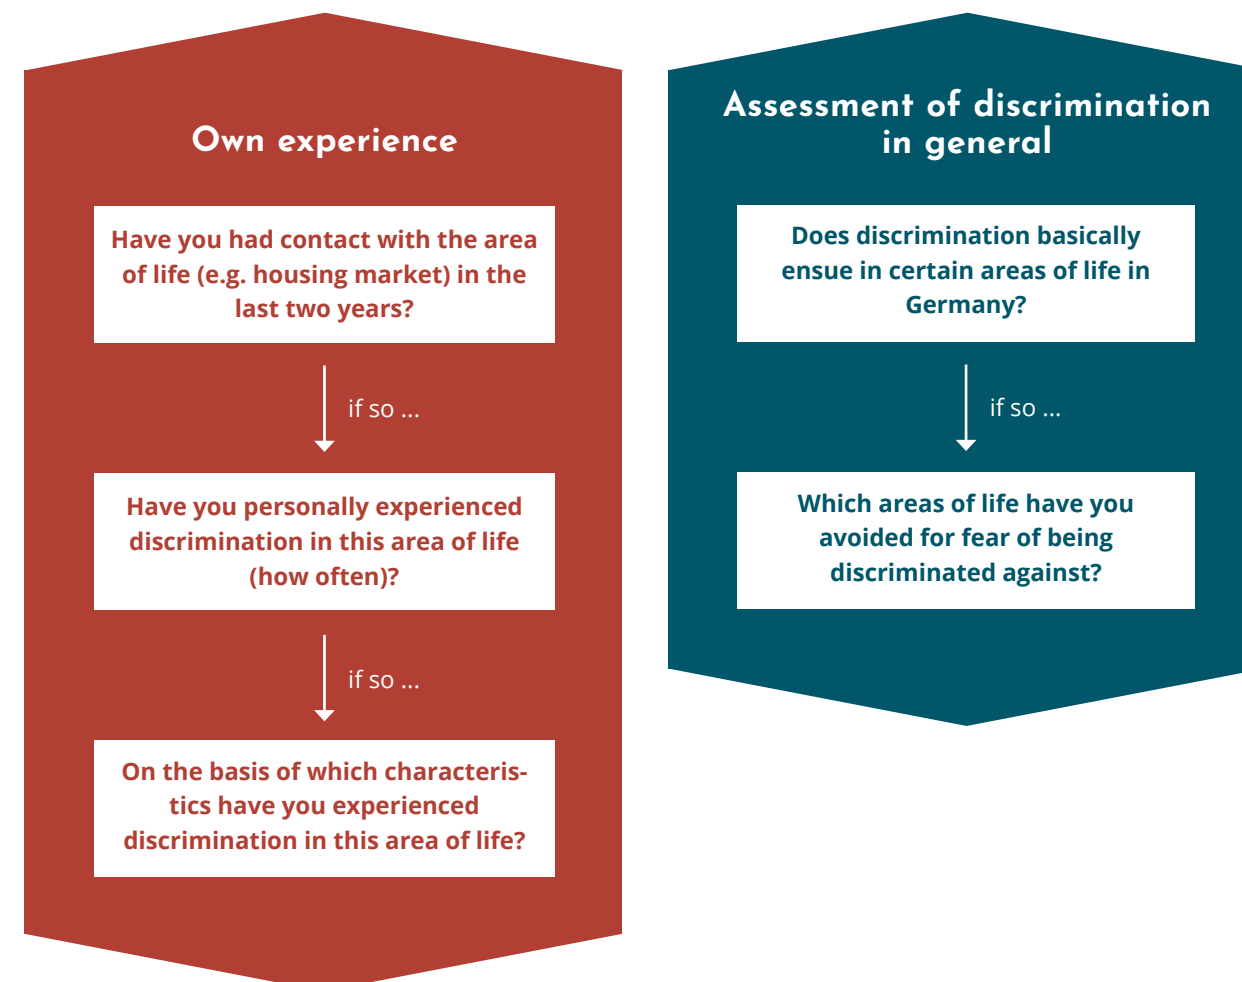 Own experience
Have you had contact with the area
of life (e.g. housing market) in the
last two years?
if so ...
Have you personally experienced
discrimination in this area of life
(how often)?
if so ...
On the basis of which characteris-
tics have you experienced
discrimination in this area of life?
Assessment of discrimination
in general
Does discrimination basically
ensue in certain areas of life in
Germany?
if so ...
Which areas of life have you
avoided for fear of being
discriminated against?